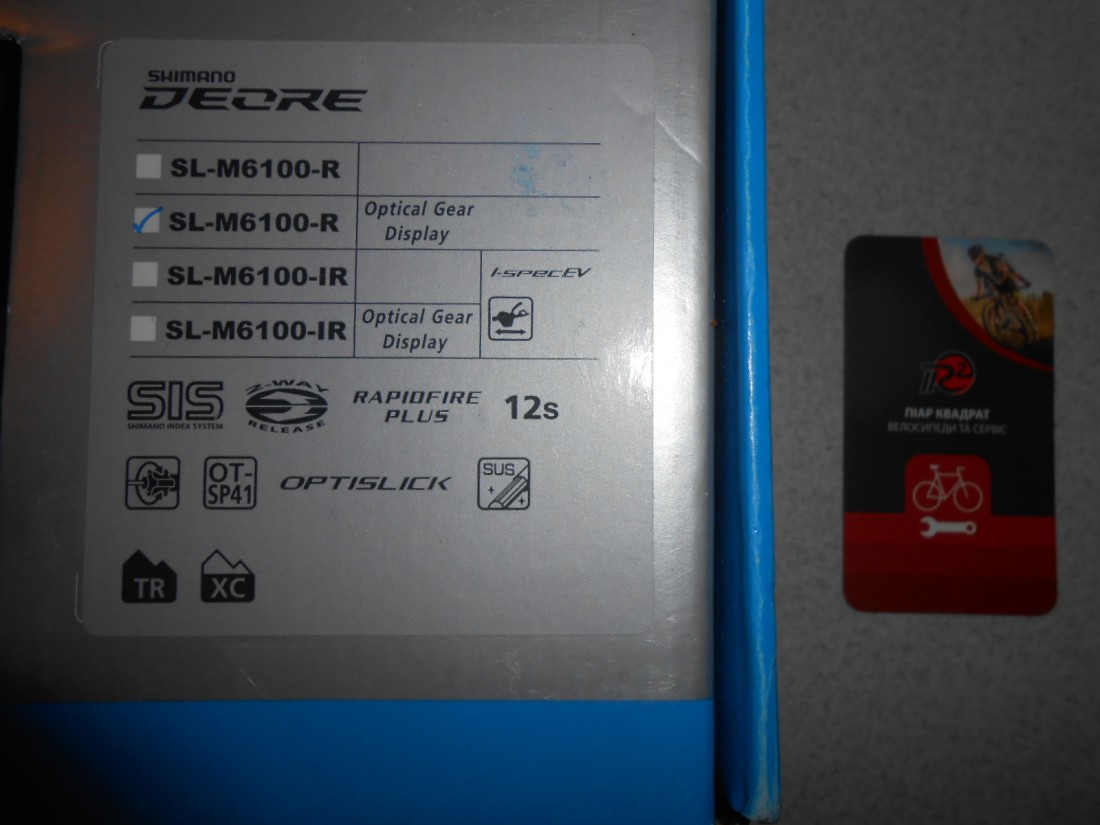 SHIMANO
DEORE
SL-M6100-R
SL-M6100-R Optical Gear Display
SL-M6100-IR
I-SPEC EV
SL-M6100-IR Optical Gear Display
SIS
SHIMANO INDEX SYSTEM
2-WAY
RELEASE
RAPIDFIRE
PLUS
12s
OT-
SP41
OPTISLICK
SUS
TR
XC
R2
ПІАР КВАДРАТ
ВЕЛОСИПЕДИ ТА СЕРВІС